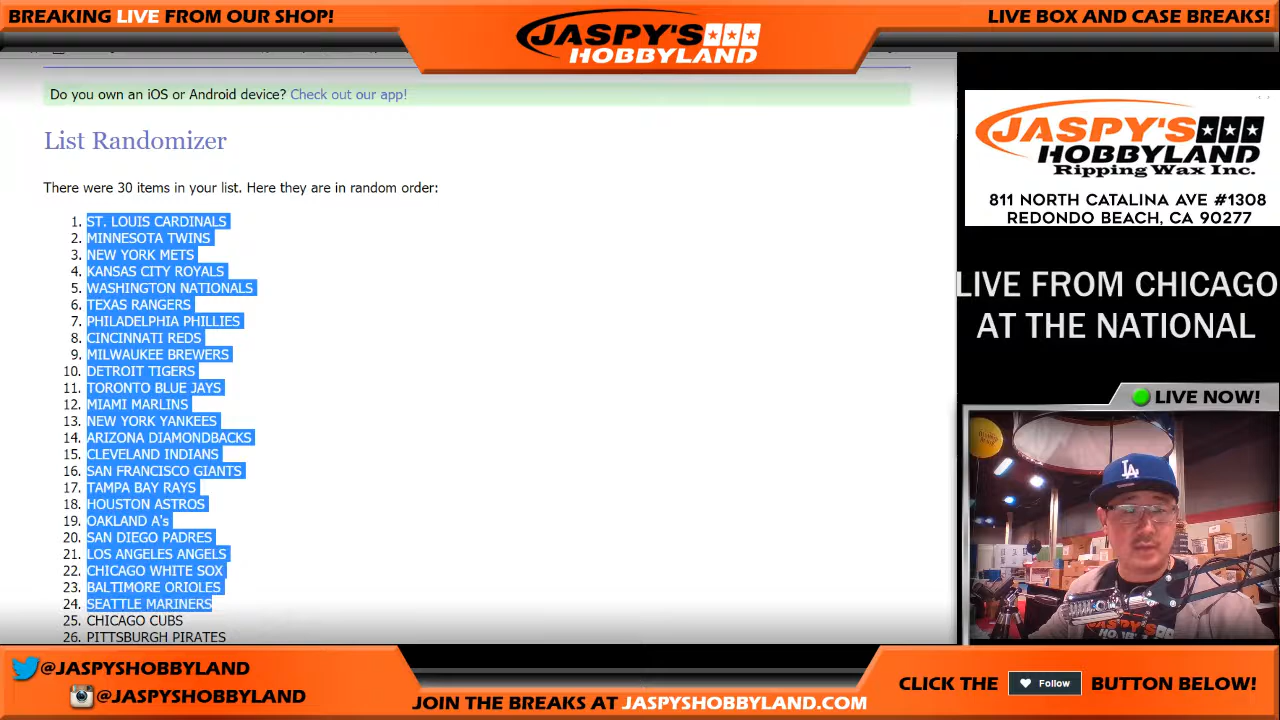 BREAKING LIVE FROM OUR SHOP!
JASPY'S
HOBBYLAND
LIVE BOX AND CASE BREAKS!
Do you own an iOS or Android device? Check out our app!
List Randomizer
There were 30 items in your list. Here they are in random order:
1. ST. LOUIS CARDINALS
2. MINNESOTA TWINS
3. NEW YORK METS
4. KANSAS CITY ROYALS
5. WASHINGTON NATIONALS
6. TEXAS RANGERS
7. PHILADELPHIA PHILLIES
8. CINCINNATI REDS
9. MILWAUKEE BREWERS
10. DETROIT TIGERS
11. TORONTO BLUE JAYS
12. MIAMI MARLINS
13. NEW YORK YANKEES
14. ARIZONA DIAMONDBACKS
15. CLEVELAND INDIANS
16. SAN FRANCISCO GIANTS
17. TAMPA BAY RAYS
18. HOUSTON ASTROS
19. OAKLAND A's
20. SAN DIEGO PADRES
21. LOS ANGELES ANGELS
22. CHICAGO WHITE SOX
23. BALTIMORE ORIOLES
24. SEATTLE MARINERS
25. CHICAGO CUBS
26. PITTSBURGH PIRATES
JASPY'S
HOBBYLAND
Ripping Wax Inc.
811 NORTH CATALINA AVE #1308
REDONDO BEACH, CA 90277
LIVE FROM CHICAGO
AT THE NATIONAL
LIVE NOW!
LA
JASPY'S
@JASPYSHOBBYLAND
@JASPYSHOBBYLAND
JOIN THE BREAKS AT JASPYSHOBBYLAND.COM
CLICK THE Follow BUTTON BELOW!